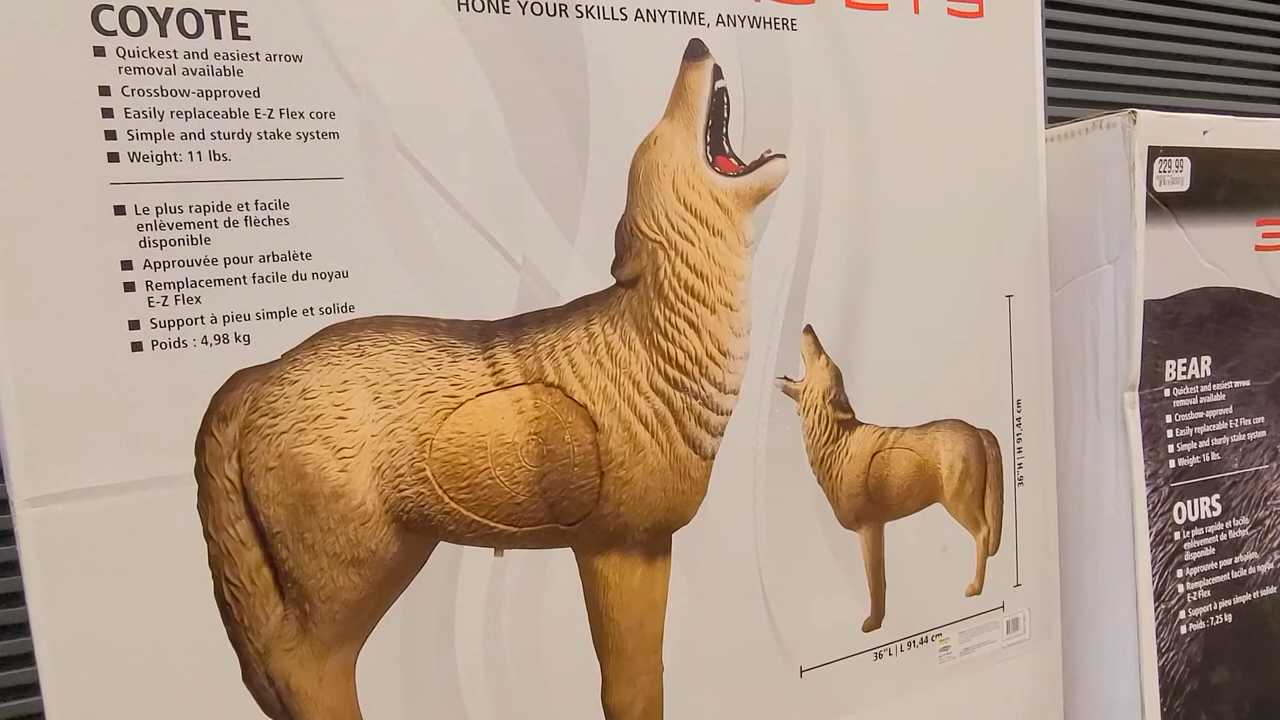 HONE YOUR SKILLS ANYTIME, ANYWHERE
COYOTE
■ Quickest and easiest arrow
removal available
■ Crossbow-approved
■ Easily replaceable E-Z Flex core
■ Simple and sturdy stake system
■ Weight: 11 lbs.
■ Le plus rapide et facile
enlèvement de flèches
disponible
■ Approuvée pour arbalète
■ Remplacement facile du noyau
E-Z Flex
■ Support à pieu simple et solide
■ Poids : 4,98 kg
36"H | H 91,44 cm
36"L | L 91,44 cm
229.99
3
BEAR
■ Quickest and easiest arrow
removal available
■ Crossbow-approved
■ Easily replaceable E-Z Flex core
■ Simple and sturdy stake system
■ Weight: 16 lbs.
OURS
■ Le plus rapide et facile
enlèvement de flèches
disponible
■ Approuvée pour arbalète
■ Remplacement facile du noyau
E-Z Flex
■ Support à pieu simple et solide
■ Poids : 7,25 kg